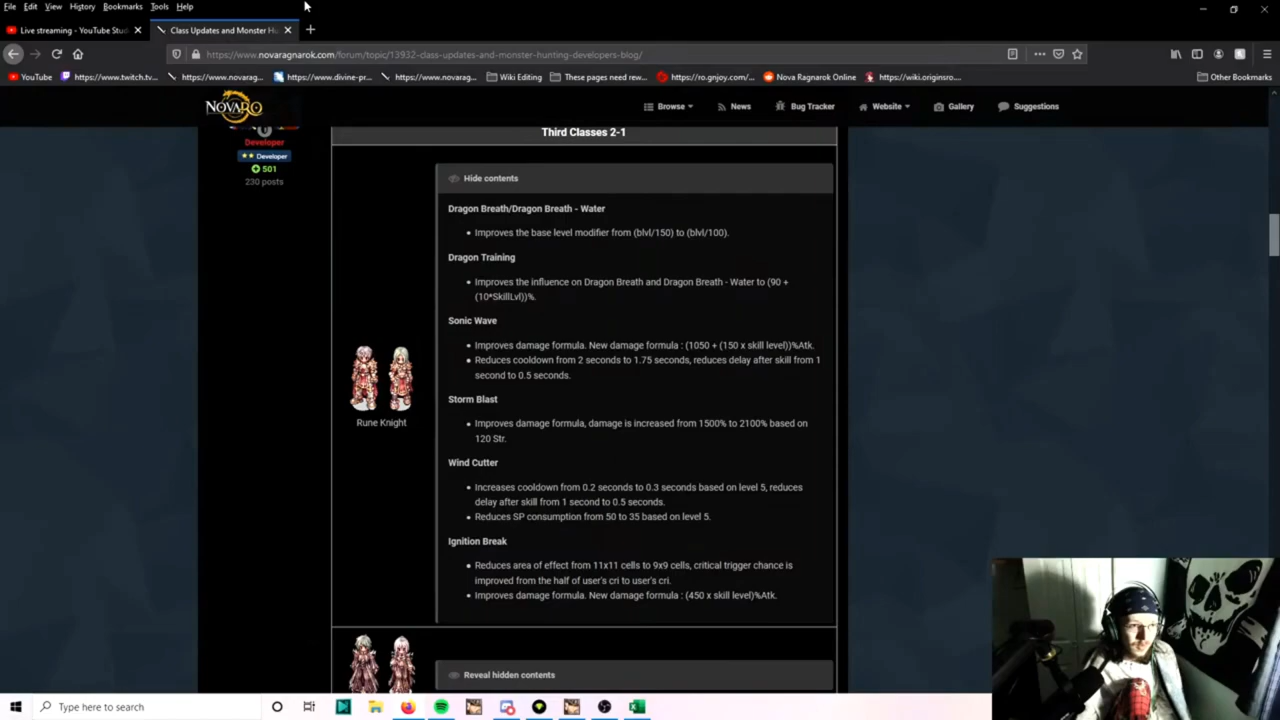 File Edit View History Bookmarks Tools Help
Live streaming - YouTube Stud
Class Updates and Monster Hu
https://www.novaragnarok.com/forum/topic/13932-class-updates-and-monster-hunting-developers-blog/
YouTube https://www.twitch.tv... https://www.novarag... https://www.divine-pr... https://www.novarag... Wiki Editing These pages need rew... https://ro.gnjoy.com/... Nova Ragnarok Online https://wiki.originsro.... Other Bookmarks
NOVARO
Browse News Bug Tracker Website Gallery Suggestions
Developer
Developer
501
230 posts
Third Classes 2-1
Hide contents
Dragon Breath/Dragon Breath - Water
• Improves the base level modifier from (blvl/150) to (blvl/100).
Dragon Training
• Improves the influence on Dragon Breath and Dragon Breath - Water to (90 +
(10*SkillLvl))%.
Sonic Wave
• Improves damage formula. New damage formula : (1050 + (150 x skill level))%Atk.
• Reduces cooldown from 2 seconds to 1.75 seconds, reduces delay after skill from 1
second to 0.5 seconds.
Storm Blast
• Improves damage formula, damage is increased from 1500% to 2100% based on
120 Str.
Wind Cutter
• Increases cooldown from 0.2 seconds to 0.3 seconds based on level 5, reduces
delay after skill from 1 second to 0.5 seconds.
• Reduces SP consumption from 50 to 35 based on level 5.
Ignition Break
• Reduces area of effect from 11x11 cells to 9x9 cells, critical trigger chance is
improved from the half of user's cri to user's cri.
• Improves damage formula. New damage formula : (450 x skill level)%Atk.
Rune Knight
Reveal hidden contents
Type here to search